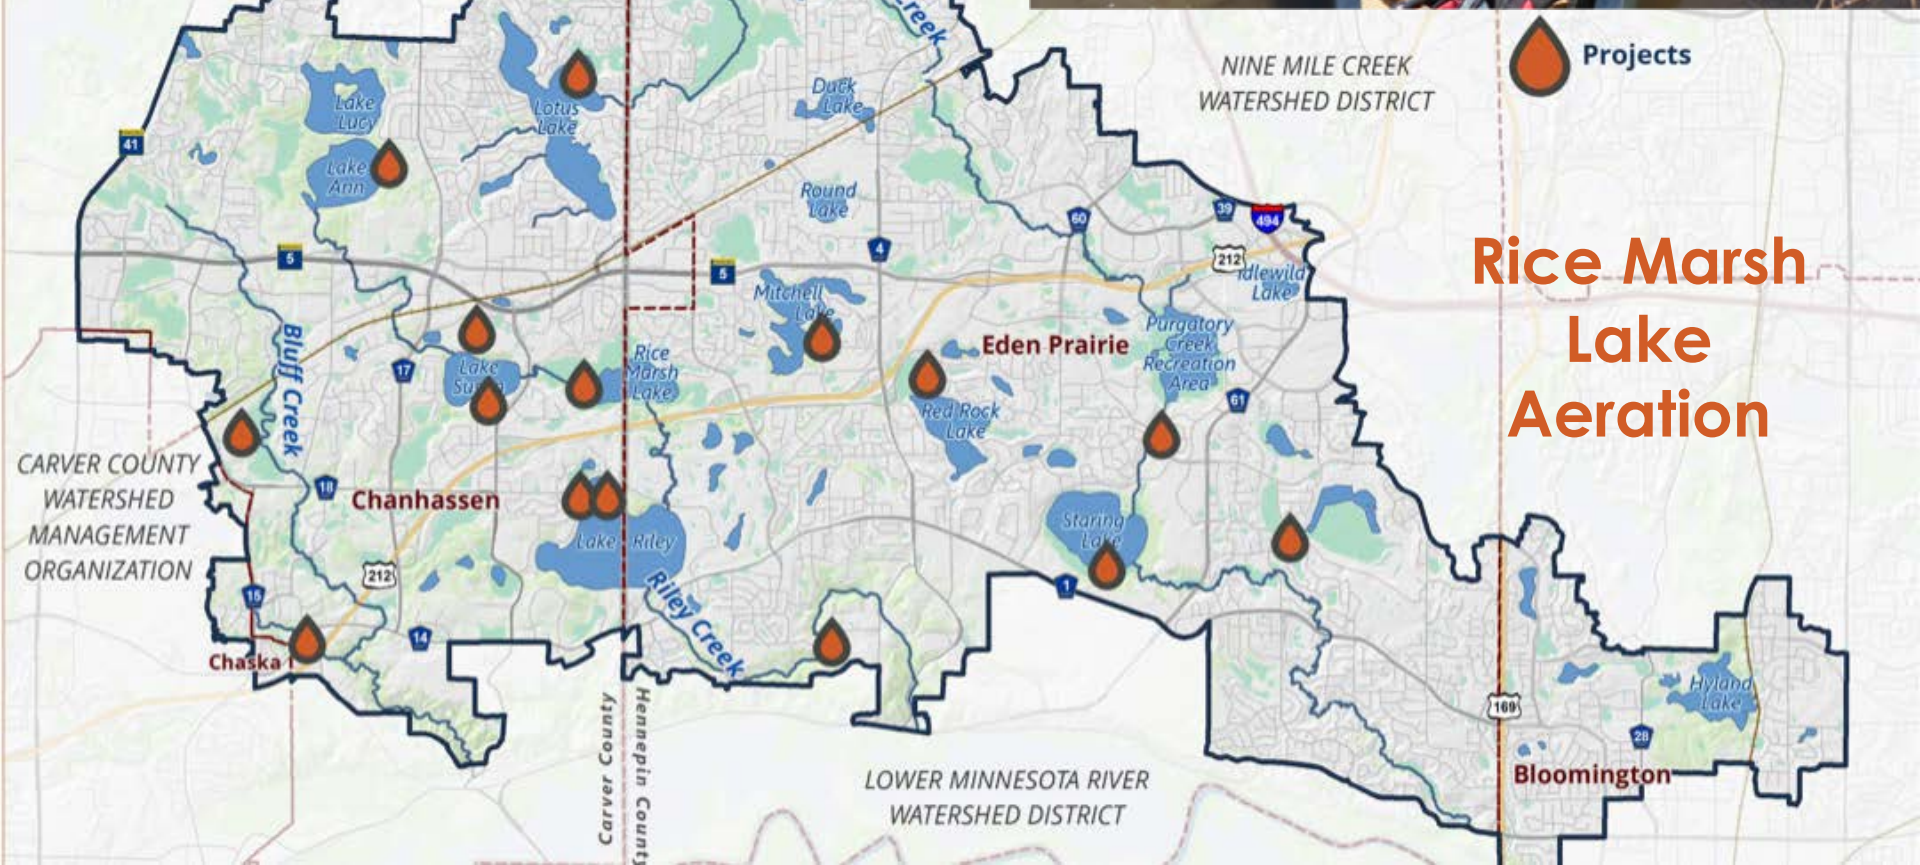 Creek
NINE MILE CREEK
WATERSHED DISTRICT
Projects
Duck
Lake
Lotus
Lake
Lake
Lucy
41
Lake
Ann
Round
Lake
60
39
494
4
212
5
5
Idlewild
Lake
Mitchell
Lake
Rice Marsh
Lake
Aeration
Bluff Creek
Purgatory
Creek
Recreation
Area
Eden Prairie
Rice
Marsh
Lake
17
Lake
61
Red Rock
Lake
CARVER COUNTY
WATERSHED
MANAGEMENT
ORGANIZATION
18
Chanhassen
Staring
Lake
Lake Riley
212
1
15
Riley Creek
14
Chaska
Carver County
Hennepin County
169
Hyland
Lake
28
Bloomington
LOWER MINNESOTA RIVER
WATERSHED DISTRICT